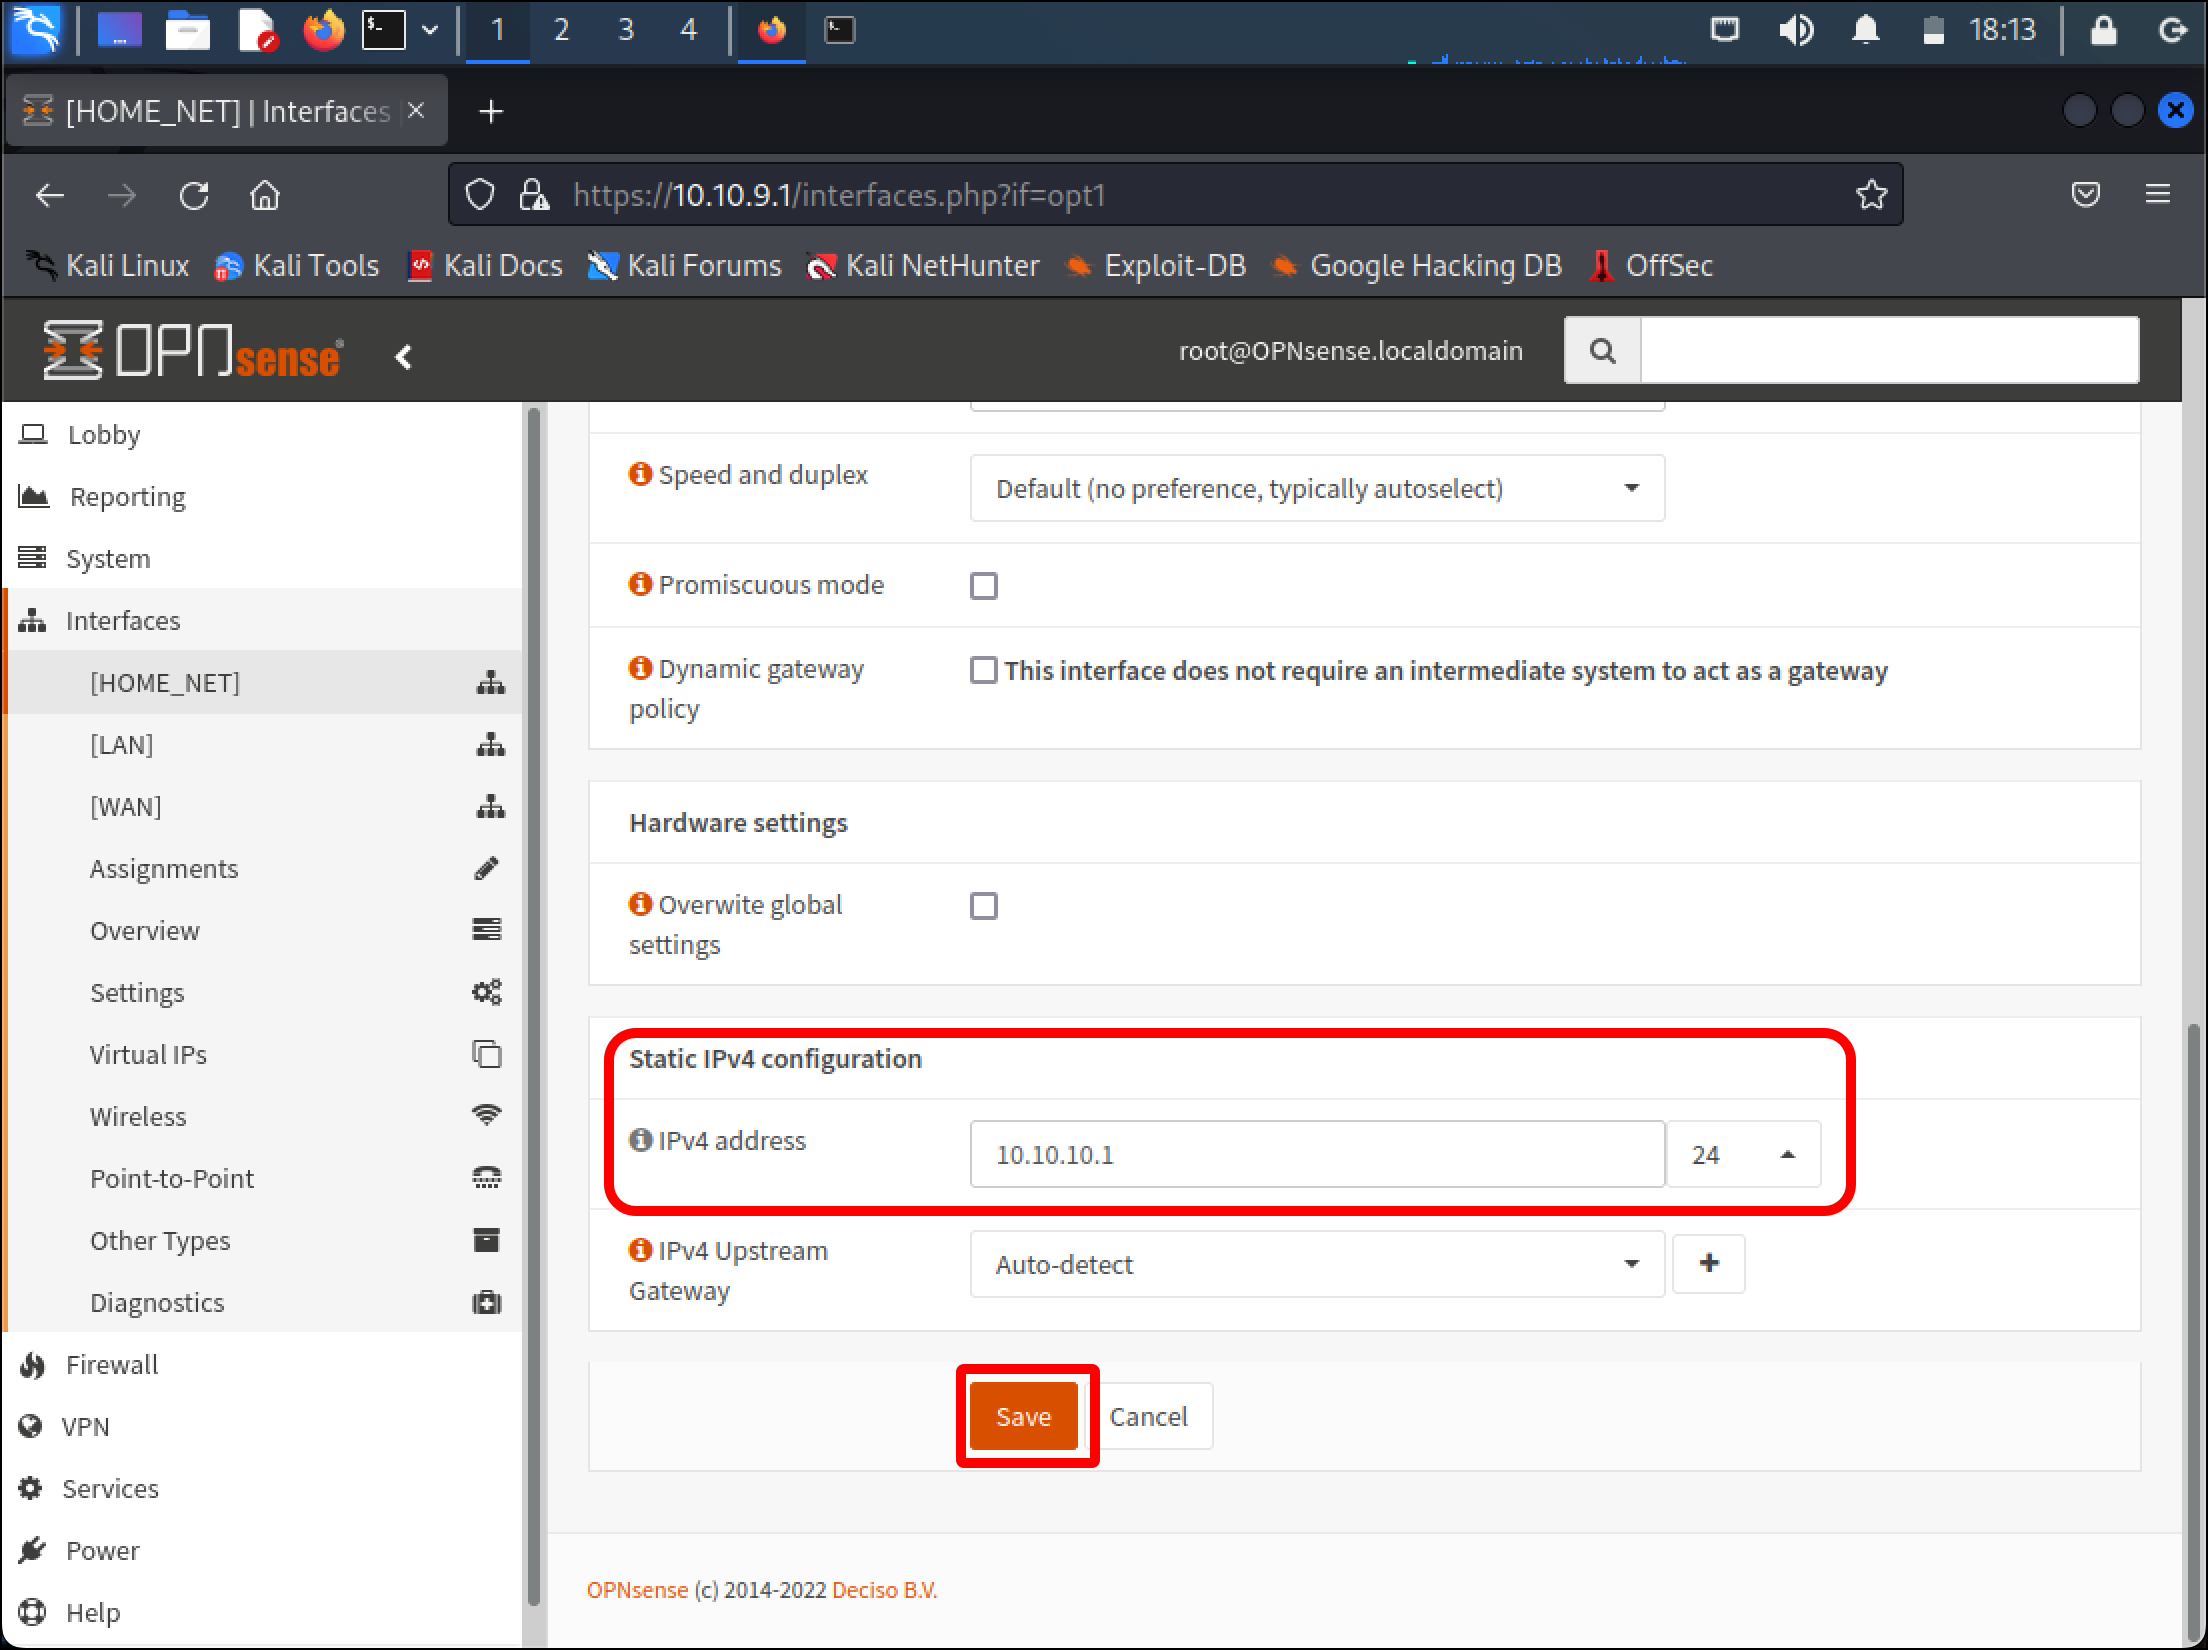 1 2 3 4 18:13
[HOME_NET] | Interfaces
https://10.10.9.1/interfaces.php?if=opt1
Kali Linux Kali Tools Kali Docs Kali Forums Kali NetHunter Exploit-DB Google Hacking DB OffSec
OPNsense root@OPNsense.localdomain
Lobby
Reporting
System
Interfaces
[HOME_NET]
[LAN]
[WAN]
Assignments
Overview
Settings
Virtual IPs
Wireless
Point-to-Point
Other Types
Diagnostics
Firewall
VPN
Services
Power
Help
Speed and duplex
Default (no preference, typically autoselect)
Promiscuous mode
Dynamic gateway
policy
This interface does not require an intermediate system to act as a gateway
Hardware settings
Overwite global
settings
Static IPv4 configuration
IPv4 address
10.10.10.1 24
IPv4 Upstream
Gateway
Auto-detect
Save Cancel
OPNsense (c) 2014-2022 Deciso B.V.